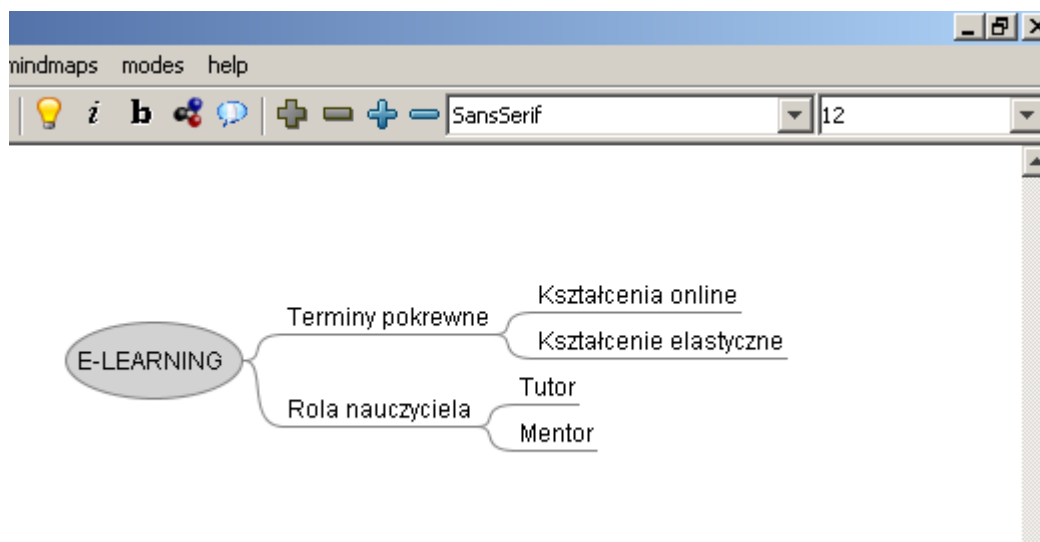 mindmaps modes help
i b SansSerif 12
Kształcenia online
Terminy pokrewne
Kształcenie elastyczne
E-LEARNING
Tutor
Rola nauczyciela
Mentor